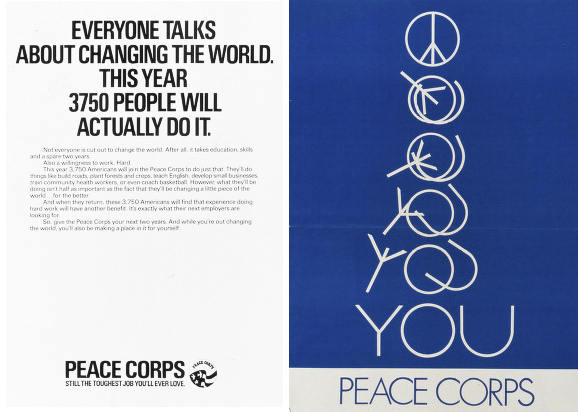 EVERYONE TALKS
ABOUT CHANGING THE WORLD.
THIS YEAR
3750 PEOPLE WILL
ACTUALLY DO IT.
Not everyone is cut out to change the world. After all, it takes education, skills
and a spare two years.
Also a willingness to work. Hard.
This year 3,750 Americans will join the Peace Corps to do just that. They'll do
things like build roads, plant forests and crops, teach English, develop small businesses,
train community health workers, or even coach basketball. However, what they'll be
doing isn't half as important as the fact that they'll be changing a little piece of the
world... for the better.
And when they return, these 3,750 Americans will find that experience doing
hard work will have another benefit. It's exactly what their next employers are
looking for.
So, give the Peace Corps your next two years. And while you're out changing
the world, you'll also be making a place in it for yourself.
PEACE CORPS
PEACE CORPS
STILL THE TOUGHEST JOB YOU'LL EVER LOVE.
YOU
PEACE CORPS